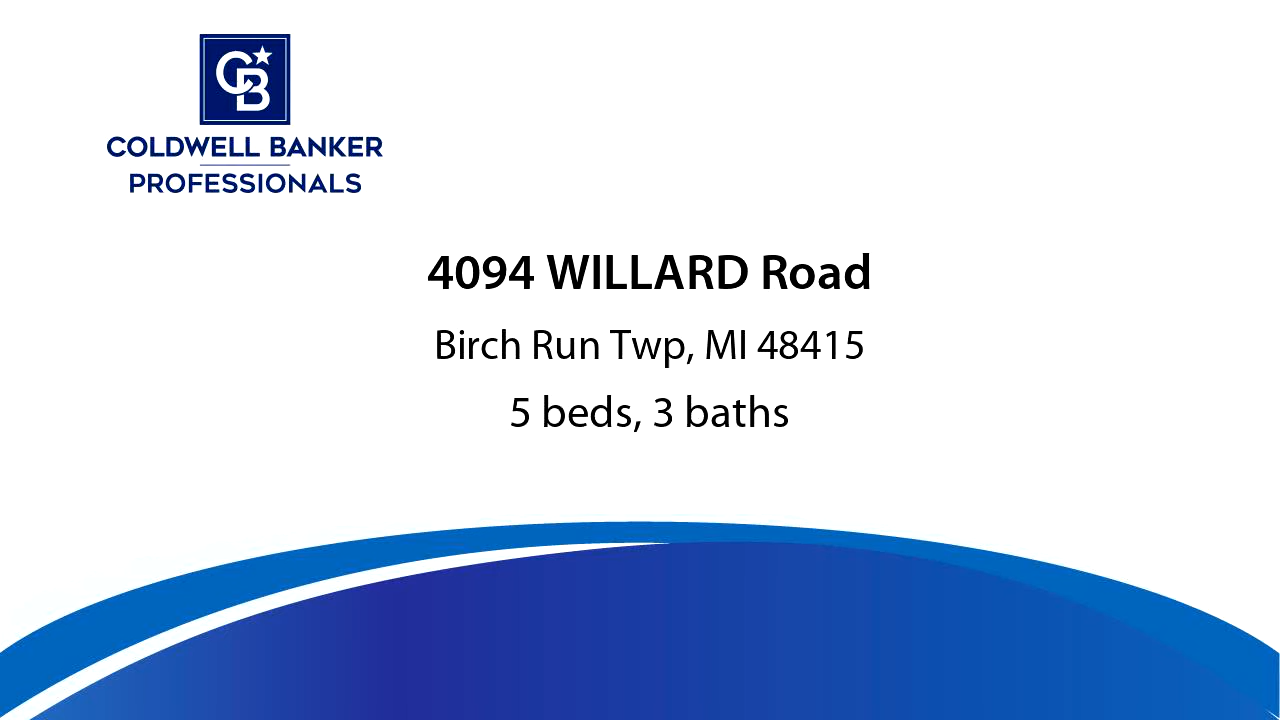 CB
COLDWELL BANKER
PROFESSIONALS
4094 WILLARD Road
Birch Run Twp, MI 48415
5 beds, 3 baths